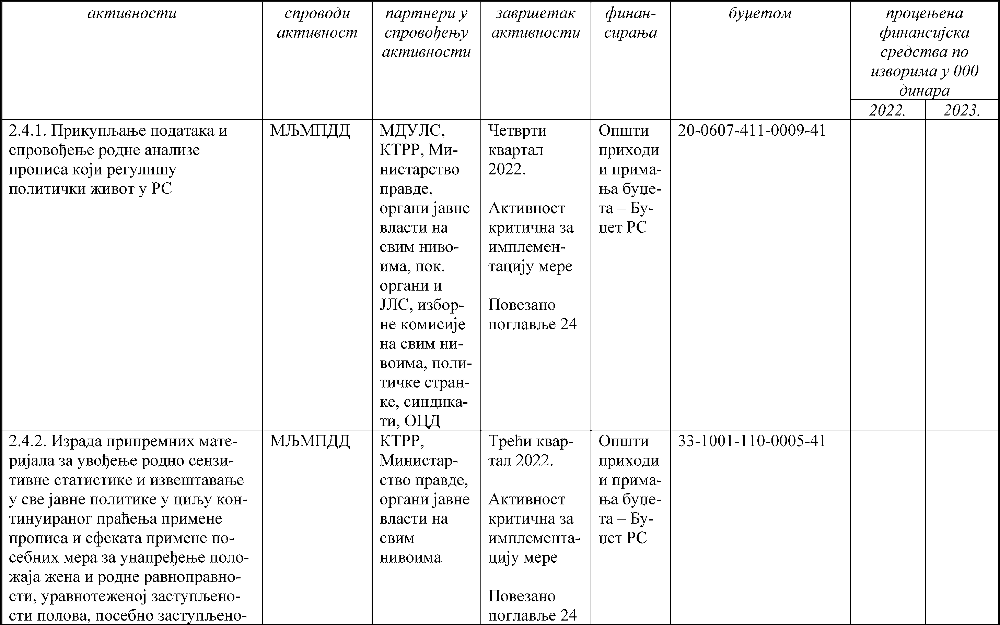 активности
спроводи
активност
партнери у
спровођењу
активности
завршетак
активности
финан-
сирања
буџетом
процењена
финансијска
средства по
изворима у 000
динара
2022.
2023.
2.4.1. Прикупљање података и
спровођење родне анализе
прописа који регулишу
политички живот у РС
МЉМПДД
МДУЛС,
КТРР, Ми-
нистарство
правде,
органи јавне
власти на
свим ниво-
има, пок.
органи и
ЈЛС, избор-
не комисије
на свим ни-
воима, поли-
тичке стран-
ке, синдика-
ти, ОЦД
Четврти
квартал
2022.
Активност
критична за
имплемен-
тацију мере
Повезано
поглавље 24
Општи
приходи
и прима-
ња буџе-
та – Бу-
џет РС
20-0607-411-0009-41
2.4.2. Израда припремних мате-
ријала за увођење родно сензи-
тивне статистике и извештавање
у све јавне политике у циљу кон-
тинуираног праћења примене
прописа и ефеката примене по-
себних мера за унапређење поло-
жаја жена и родне равноправно-
сти, уравнотеженој заступљено-
сти полова, посебно заступљено-
МЉМПДД
КТРР,
Министар-
ство правде,
органи јавне
власти на
свим
нивоима
Трећи квар-
тал 2022.
Активност
критична за
имплемента-
цију мере
Повезано
поглавље 24
Општи
приходи
и прима-
ња буџе-
та – Бу-
џет РС
33-1001-110-0005-41